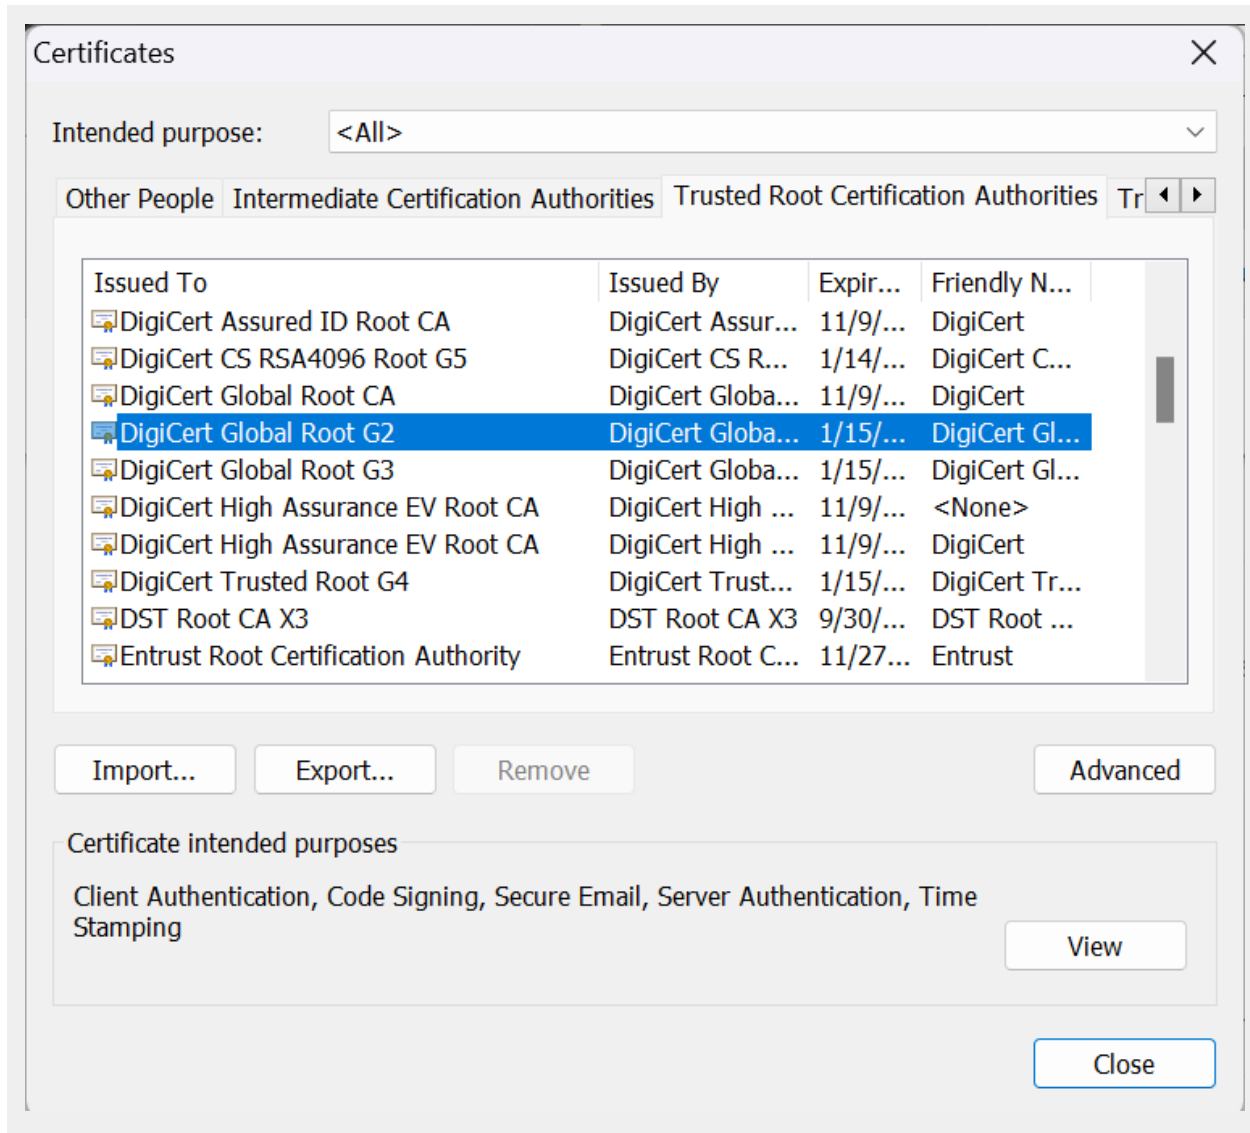 Certificates
Intended purpose: <All>
Other People Intermediate Certification Authorities Trusted Root Certification Authorities Tr
Issued To Issued By Expir... Friendly N...
DigiCert Assured ID Root CA DigiCert Assur... 11/9/... DigiCert
DigiCert CS RSA4096 Root G5 DigiCert CS R... 1/14/... DigiCert C...
DigiCert Global Root CA DigiCert Globa... 11/9/... DigiCert
DigiCert Global Root G2 DigiCert Globa... 1/15/... DigiCert Gl...
DigiCert Global Root G3 DigiCert Globa... 1/15/... DigiCert Gl...
DigiCert High Assurance EV Root CA DigiCert High ... 11/9/... <None>
DigiCert High Assurance EV Root CA DigiCert High ... 11/9/... DigiCert
DigiCert Trusted Root G4 DigiCert Trust... 1/15/... DigiCert Tr...
DST Root CA X3 DST Root CA X3 9/30/... DST Root ...
Entrust Root Certification Authority Entrust Root C... 11/27... Entrust
Import... Export... Remove Advanced
Certificate intended purposes
Client Authentication, Code Signing, Secure Email, Server Authentication, Time
Stamping
View
Close